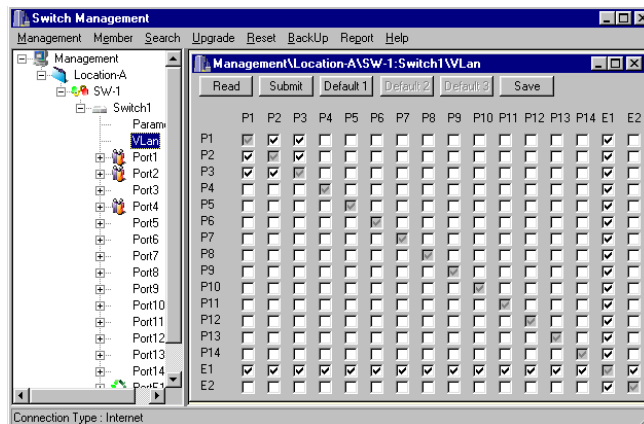 Switch Management
Management Member Search Upgrade Reset BackUp Report Help
Management
Location-A
SW-1
Switch1
Param
VLan
Port1
Port2
Port3
Port4
Port5
Port6
Port7
Port8
Port9
Port10
Port11
Port12
Port13
Port14
PortE1
Management\Location-A\SW-1:Switch1\VLan
Read Submit Default 1 Default 2 Default 3 Save
P1 P2 P3 P4 P5 P6 P7 P8 P9 P10 P11 P12 P13 P14 E1 E2
P1
P2
P3
P4
P5
P6
P7
P8
P9
P10
P11
P12
P13
P14
E1
E2
Connection Type : Internet